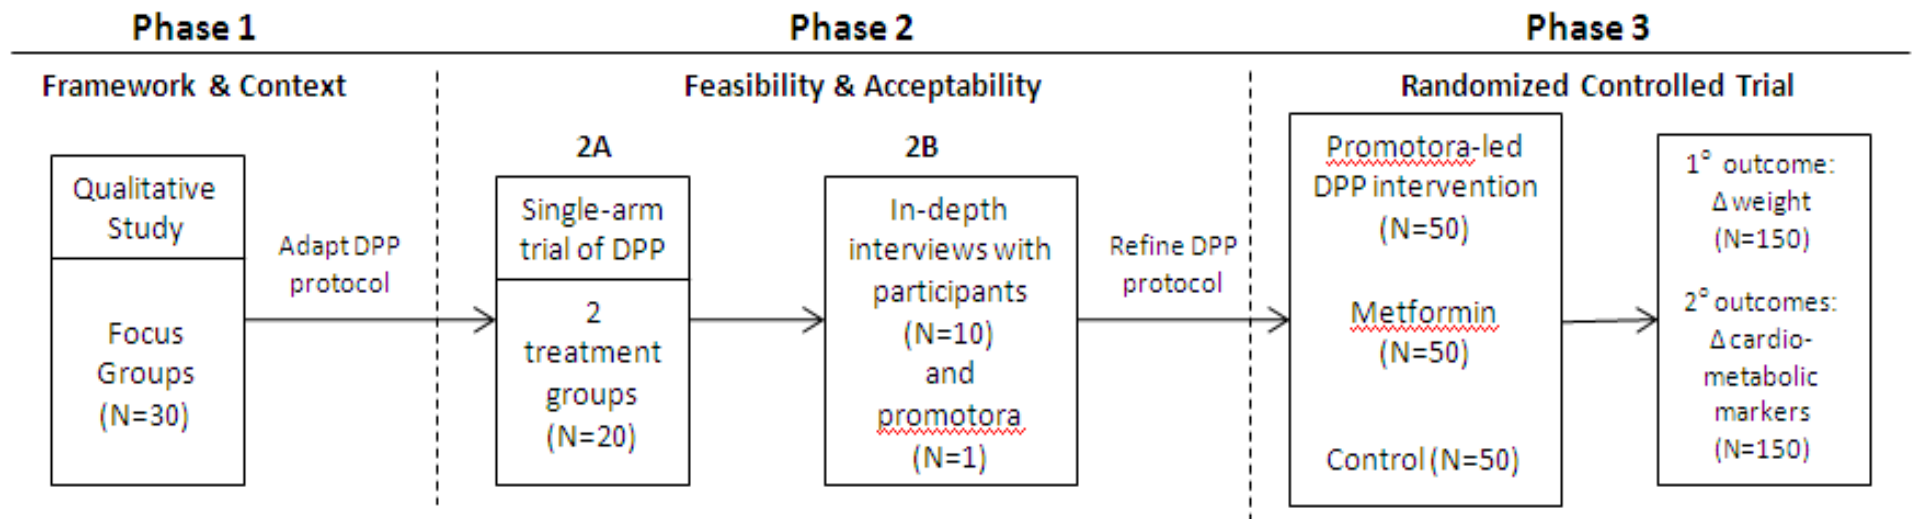 Phase 1
Phase 2
Phase 3
Framework & Context
Feasibility & Acceptability
Randomized Controlled Trial
Qualitative
Study
Focus
Groups
(N=30)
Adapt DPP
protocol
2A
Single-arm
trial of DPP
2
treatment
groups
(N=20)
2B
In-depth
interviews with
participants
(N=10)
and
promotora
(N=1)
Refine DPP
protocol
Promotora-led
DPP intervention
(N=50)
Metformin
(N=50)
Control (N=50)
1° outcome:
Δ weight
(N=150)
2° outcomes:
Δ cardio-
metabolic
markers
(N=150)